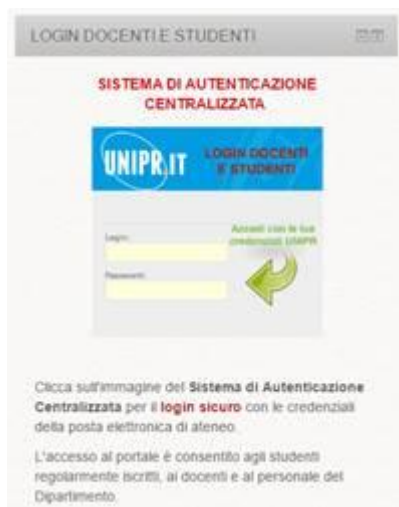 LOGIN DOCENTI E STUDENTI
SISTEMA DI AUTENTICAZIONE
CENTRALIZZATA
UNIPR.IT
LOGIN DOCENTI
E STUDENTI
Login:
Accedi con le tue
credenziali UNIPR
Password:
Clicca sull'immagine del Sistema di Autenticazione
Centralizzata per il login sicuro con le credenziali
della posta elettronica di ateneo.
L'accesso al portale è consentito agli studenti
regolarmente iscritti, ai docenti e al personale del
Dipartimento.